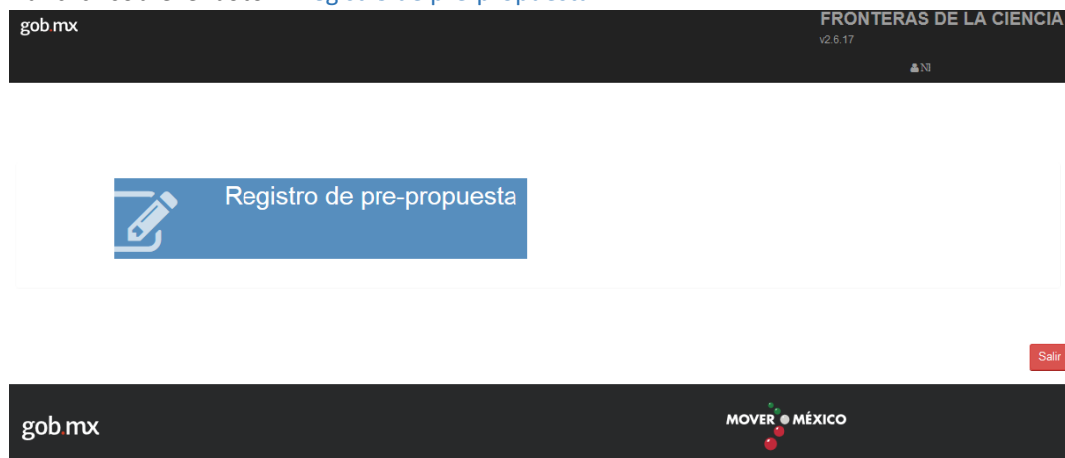 gob.mx
FRONTERAS DE LA CIENCIA
v2.6.17
Registro de pre-propuesta
Salir
gob.mx
MOVER MÉXICO